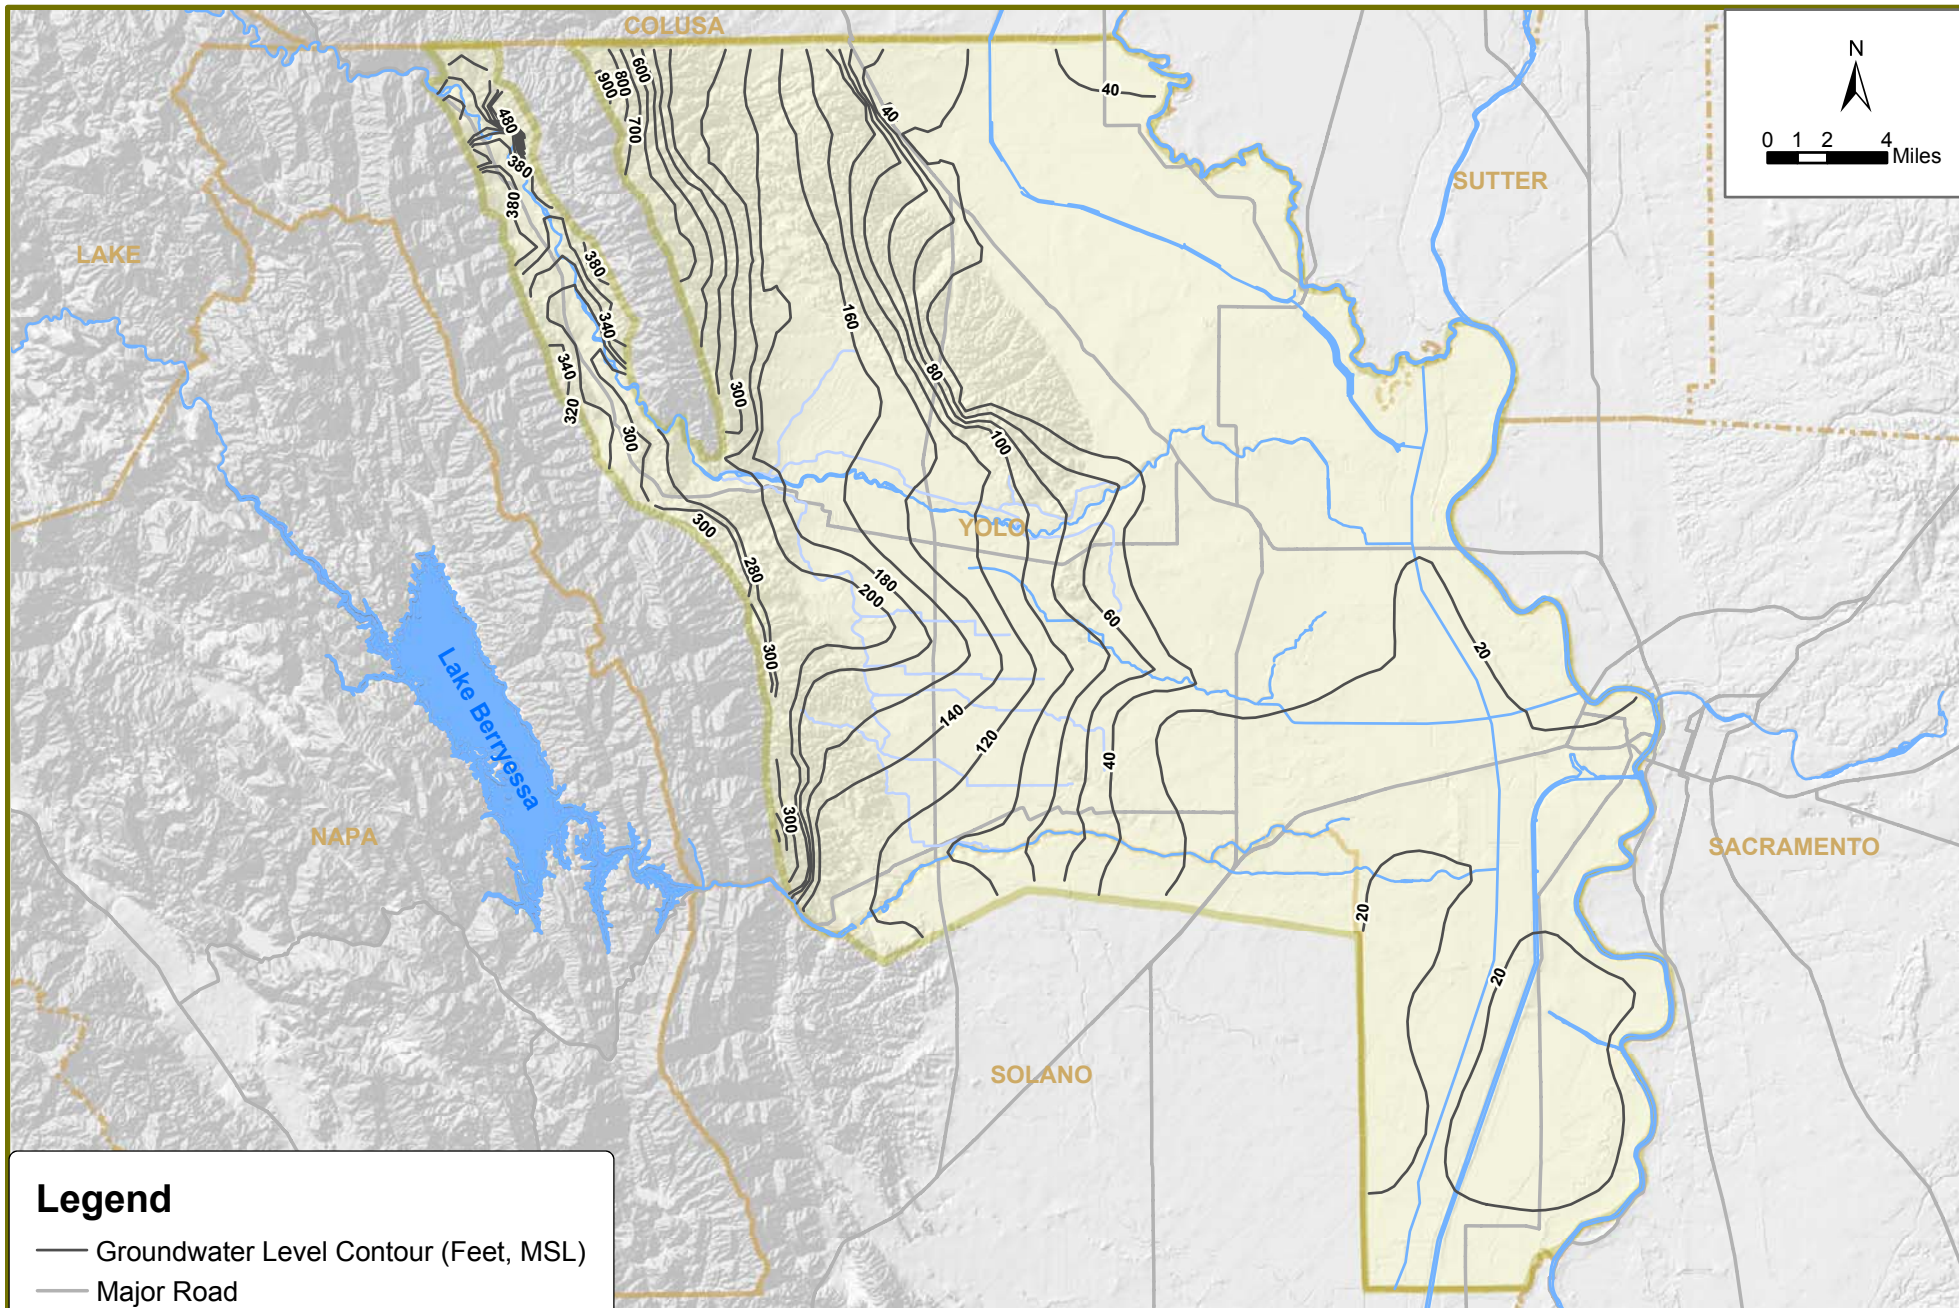 COLUSA
N
0 1 2 4
Miles
SUTTER
LAKE
YOLO
NAPA
SACRAMENTO
SOLANO
Lake Berryessa
900
800
600
700
480
380
380
380
340
340
320
300
300
300
280
300
300
40
40
160
80
100
180
200
60
140
120
40
20
20
20
Legend
Groundwater Level Contour (Feet, MSL)
Major Road